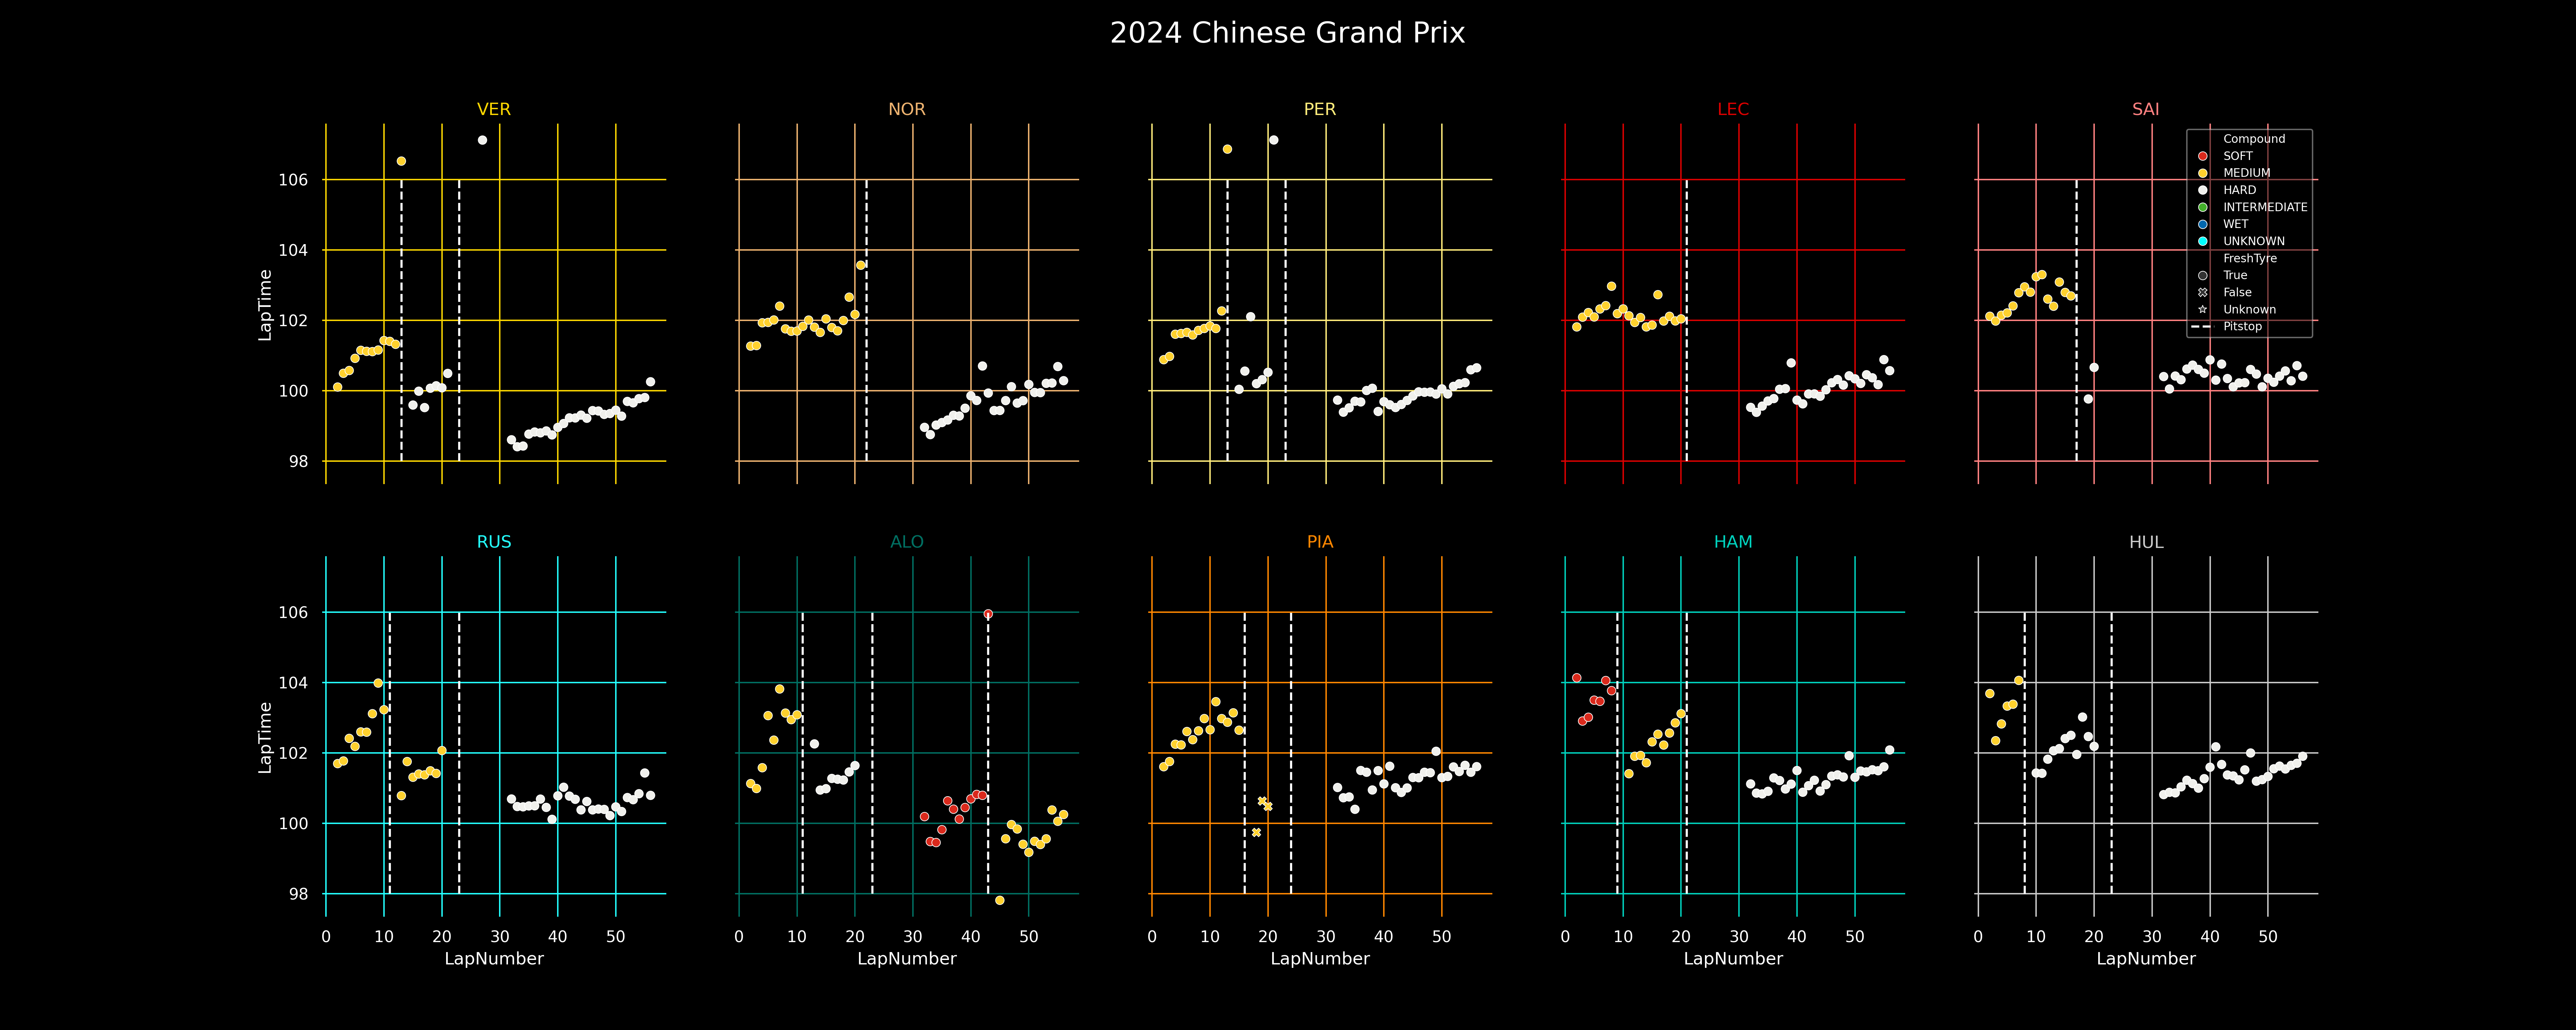 2024 Chinese Grand Prix
VER
NOR
PER
LEC
SAI
LapTime
106
104
102
100
98
Compound
SOFT
MEDIUM
HARD
INTERMEDIATE
WET
UNKNOWN
FreshTyre
True
False
Unknown
Pitstop
RUS
ALO
PIA
HAM
HUL
LapTime
106
104
102
100
98
0 10 20 30 40 50
0 10 20 30 40 50
0 10 20 30 40 50
0 10 20 30 40 50
0 10 20 30 40 50
LapNumber
LapNumber
LapNumber
LapNumber
LapNumber